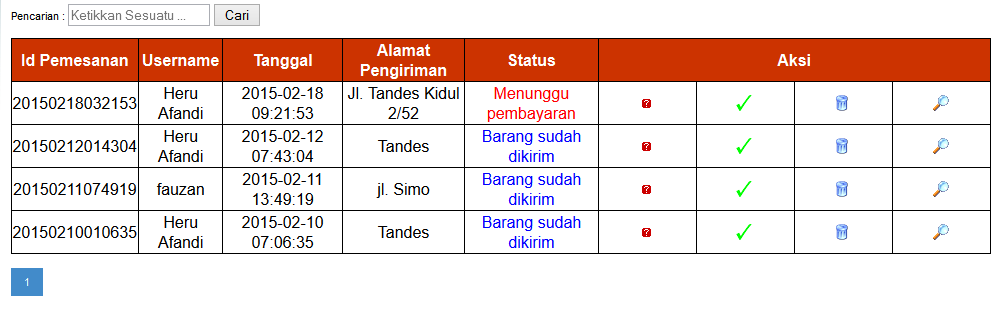 Pencarian : Ketikkan Sesuatu ... Cari
Id Pemesanan Username Tanggal Alamat Pengiriman Status Aksi
20150218032153 Heru Afandi 2015-02-18 09:21:53 Jl. Tandes Kidul 2/52 Menunggu pembayaran
20150212014304 Heru Afandi 2015-02-12 07:43:04 Tandes Barang sudah dikirim
20150211074919 fauzan 2015-02-11 13:49:19 jl. Simo Barang sudah dikirim
20150210010635 Heru Afandi 2015-02-10 07:06:35 Tandes Barang sudah dikirim
1